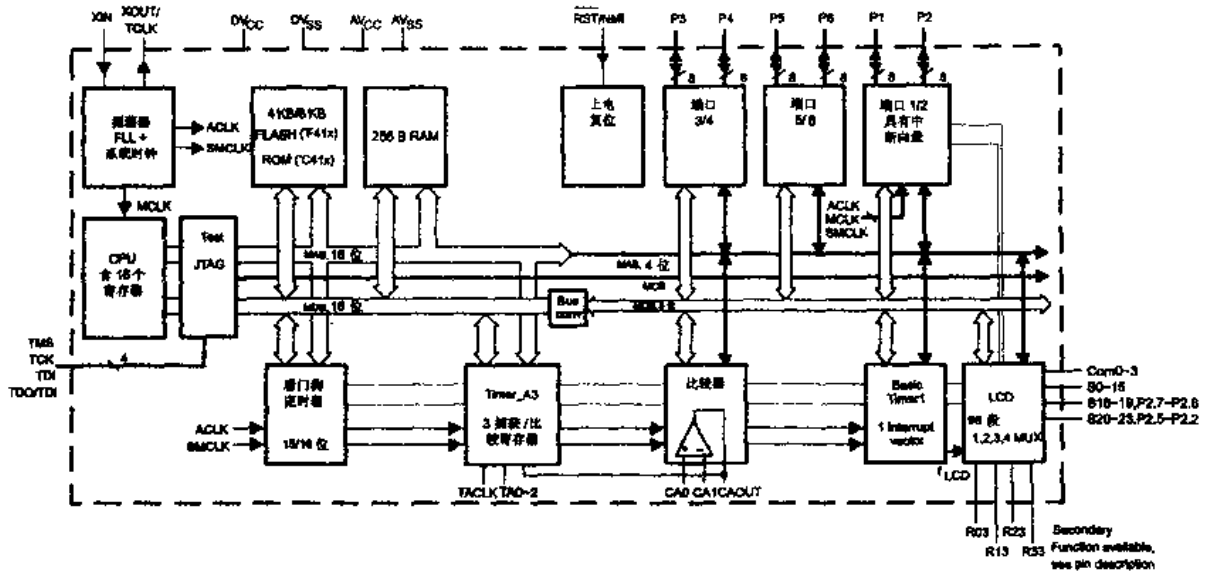 XIN
XOUT/
TCLK
DVCC
DVSS
AVCC
AVSS
RST/NMI
P3
P4
P5
P6
P1
P2
8
8
8
8
8
8
振荡器
FLL +
系统时钟
ACLK
SMCLK
4KB/8KB
FLASH ('F41x)
ROM ('C41x)
256 B RAM
上电
复位
端口
3/4
端口
5/6
端口 1/2
具有中
断向量
MCLK
ACLK
MCLK
SMCLK
CPU
含 16个
寄存器
Test
JTAG
MAB, 16 位
MAB, 4 位
MCB
MDB, 16 位
Bus
conv
TMS
TCK
TDI
TDO/TDI
4
看门狗
定时器
15/16 位
ACLK
SMCLK
Timer_A3
3 捕获/比
较寄存器
比较器
Basic
Timer1
1 Interrupt
vector
LCD
96 段
1,2,3,4 MUX
Com0-3
S0-15
S16-19,P2.7-P2.6
S20-23,P2.5-P2.2
fLCD
TACLK TA0-2
CA0 CA1CAOUT
R03
R23
R13
R33
Secondary
Function available,
see pin description